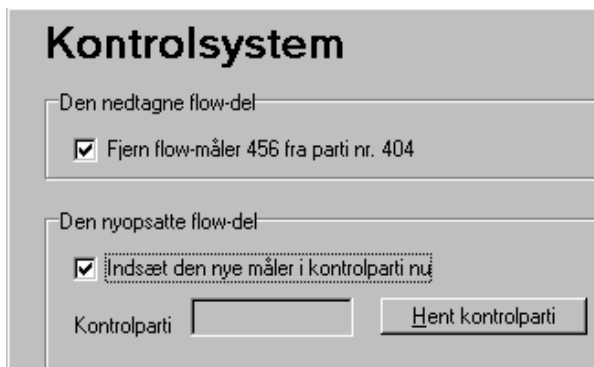 Kontrolsystem
Den nedtagne flow-del
Fjern flow-måler 456 fra parti nr. 404
Den nyopsatte flow-del
Indsæt den nye måler i kontrolparti nu
Kontrolparti
Hent kontrolparti